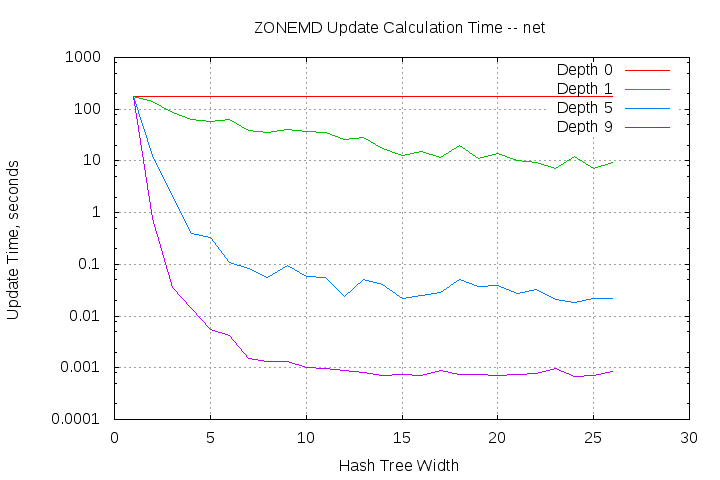 ZONEMD Update Calculation Time -- net
1000
100
10
1
0.1
0.01
0.001
0.0001
Update Time, seconds
Depth 0
Depth 1
Depth 5
Depth 9
0 5 10 15 20 25 30
Hash Tree Width